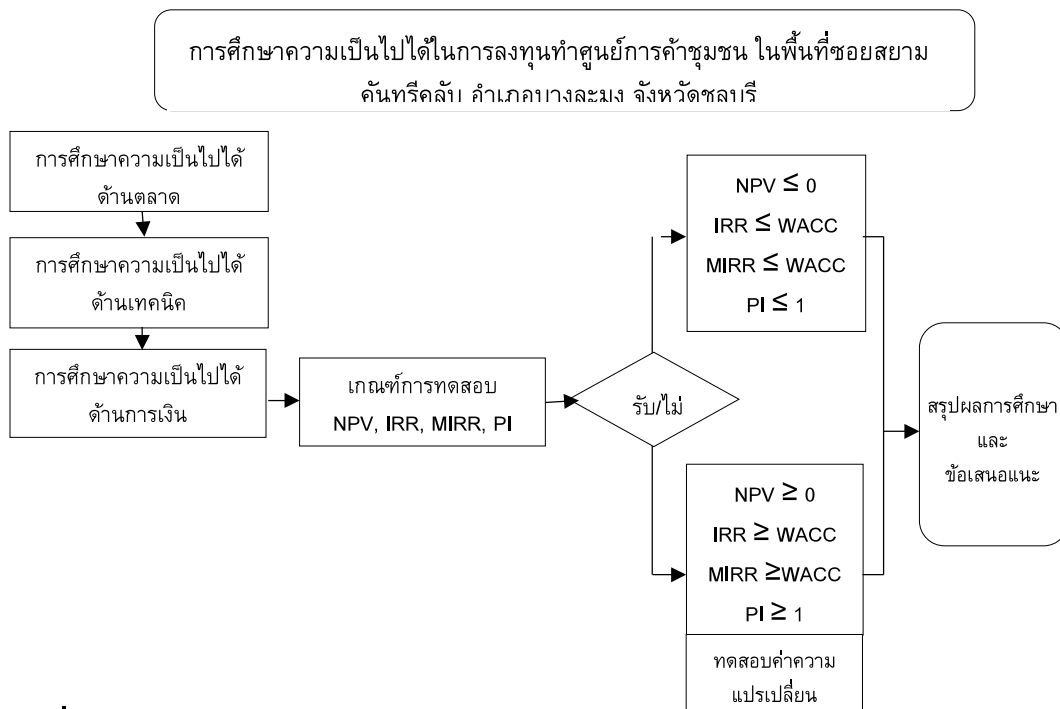 การศึกษาความเป็นไปได้ในการลงทุนทำศูนย์การค้าชุมชน ในพื้นที่ซอยสยาม
คันทรีคลับ อำเภอบางละมุง จังหวัดชลบุรี
การศึกษาความเป็นไปได้
ด้านตลาด
การศึกษาความเป็นไปได้
ด้านเทคนิค
การศึกษาความเป็นไปได้
ด้านการเงิน
เกณฑ์การทดสอบ
NPV, IRR, MIRR, PI
รับ/ไม่
NPV ≤ 0
IRR ≤ WACC
MIRR ≤ WACC
PI ≤ 1
NPV ≥ 0
IRR ≥ WACC
MIRR ≥WACC
PI ≥ 1
ทดสอบค่าความ
แปรเปลี่ยน
สรุปผลการศึกษา
และ
ข้อเสนอแนะ